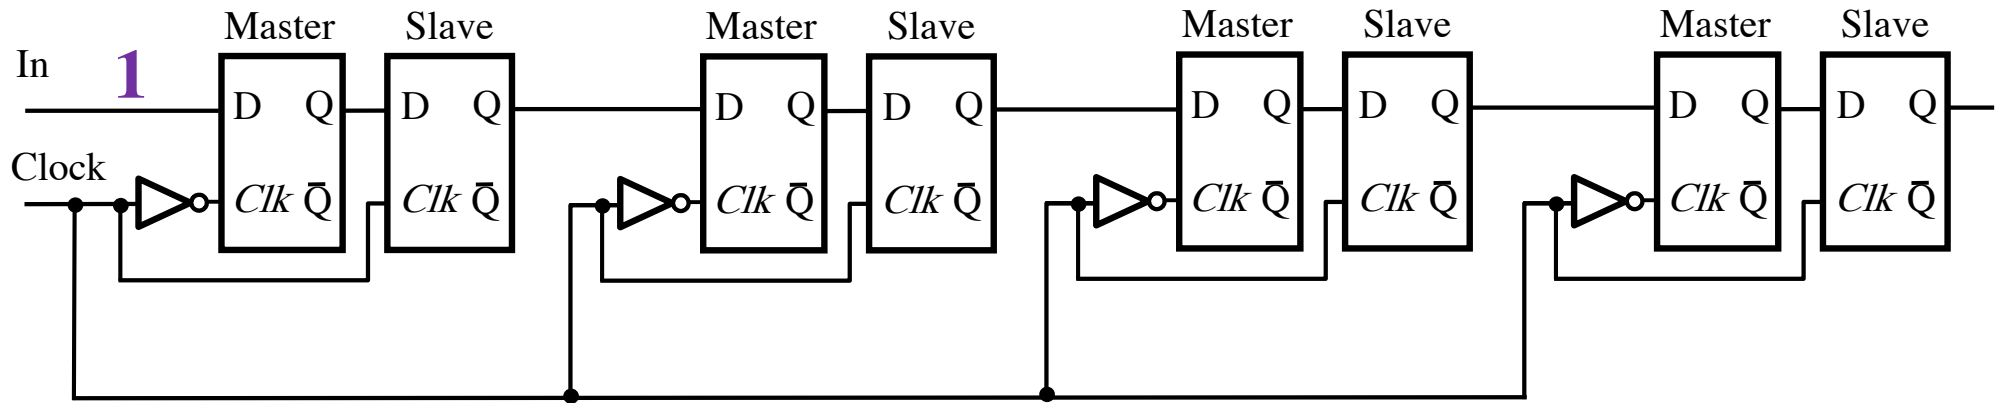 Master Slave Master Slave Master Slave Master Slave
In 1
D Q D Q D Q D Q D Q D Q D Q D Q
Clock
Clk Q̄ Clk Q̄ Clk Q̄ Clk Q̄ Clk Q̄ Clk Q̄ Clk Q̄ Clk Q̄